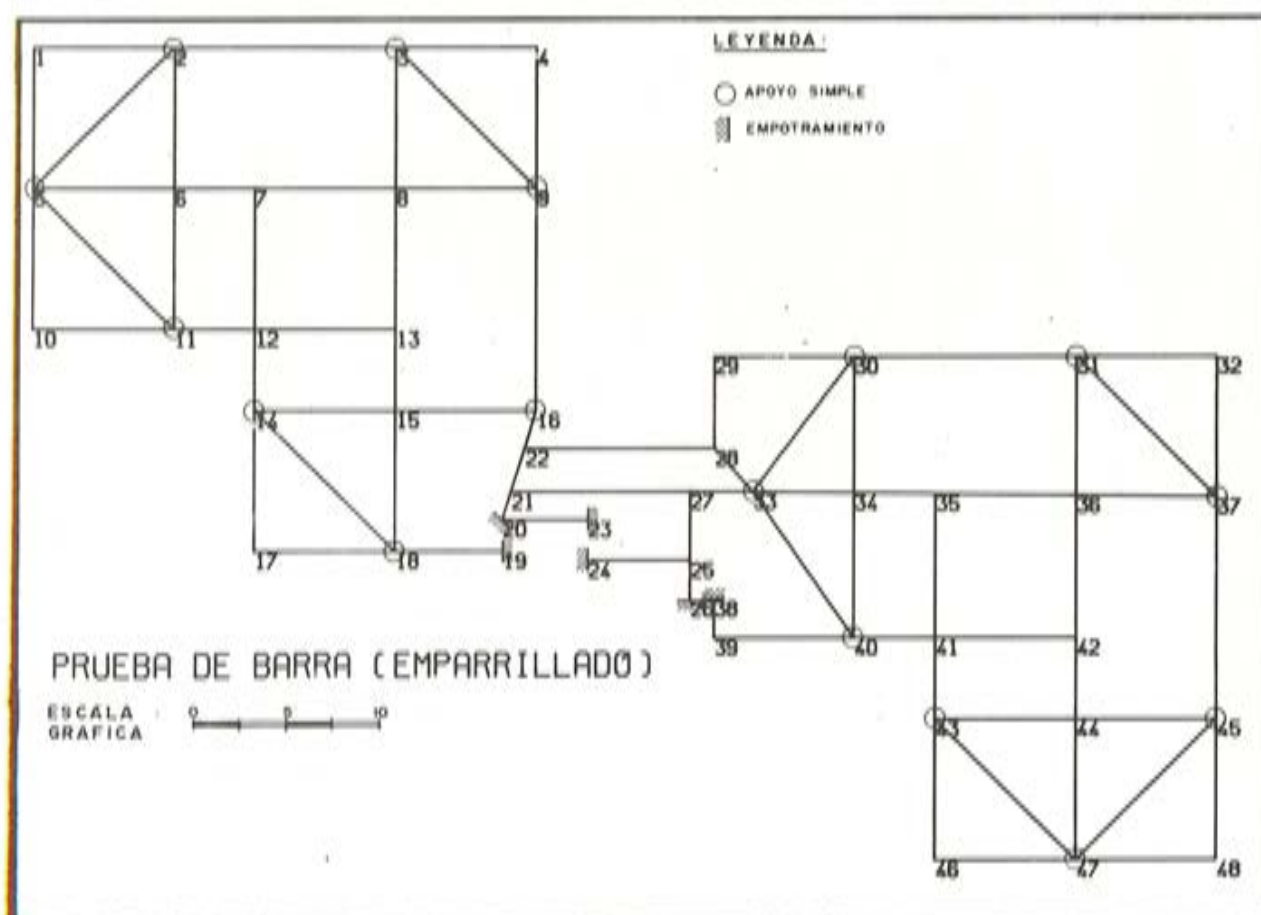 1 2 3 4
LEYENDA:
APOYO SIMPLE
EMPOTRAMIENTO
5 6 7 8 9
10 11 12 13
29 30 31 32
14 15 16
22 28
21 27 33 34 35 36 37
20 23
17 18 19
24 25
26 38
39 40 41 42
PRUEBA DE BARRA (EMPARRILLADO)
ESCALA
GRAFICA
0 5 10
43 44 45
46 47 48